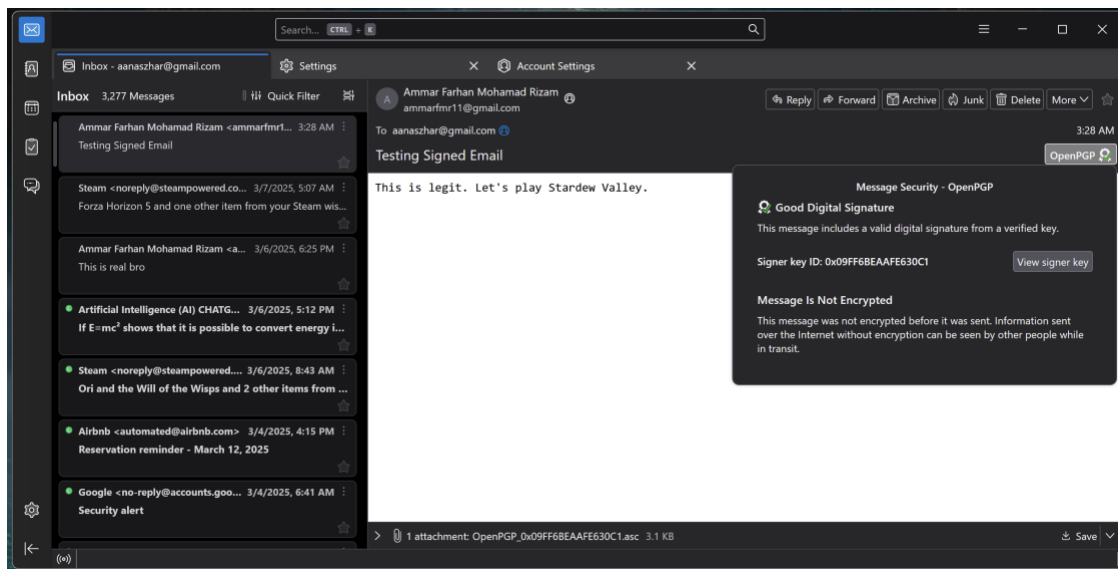 Search... CTRL + K
Inbox - aanaszhar@gmail.com
Settings
Account Settings
Inbox 3,277 Messages Quick Filter
Ammar Farhan Mohamad Rizam <ammarfmr1... 3:28 AM
Testing Signed Email
Steam <noreply@steampowered.co... 3/7/2025, 5:07 AM
Forza Horizon 5 and one other item from your Steam wis...
Ammar Farhan Mohamad Rizam <a... 3/6/2025, 6:25 PM
This is real bro
Artificial Intelligence (AI) CHATG... 3/6/2025, 5:12 PM
If E=mc² shows that it is possible to convert energy i...
Steam <noreply@steampowered.... 3/6/2025, 8:43 AM
Ori and the Will of the Wisps and 2 other items from ...
Airbnb <automated@airbnb.com> 3/4/2025, 4:15 PM
Reservation reminder - March 12, 2025
Google <no-reply@accounts.goo... 3/4/2025, 6:41 AM
Security alert
A
Ammar Farhan Mohamad Rizam
ammarfmr11@gmail.com
Reply Forward Archive Junk Delete More
To aanaszhar@gmail.com
3:28 AM
Testing Signed Email
OpenPGP
This is legit. Let's play Stardew Valley.
Message Security - OpenPGP
Good Digital Signature
This message includes a valid digital signature from a verified key.
Signer key ID: 0x09FF6BEAAFE630C1
View signer key
Message Is Not Encrypted
This message was not encrypted before it was sent. Information sent
over the Internet without encryption can be seen by other people while
in transit.
1 attachment: OpenPGP_0x09FF6BEAAFE630C1.asc 3.1 KB
Save